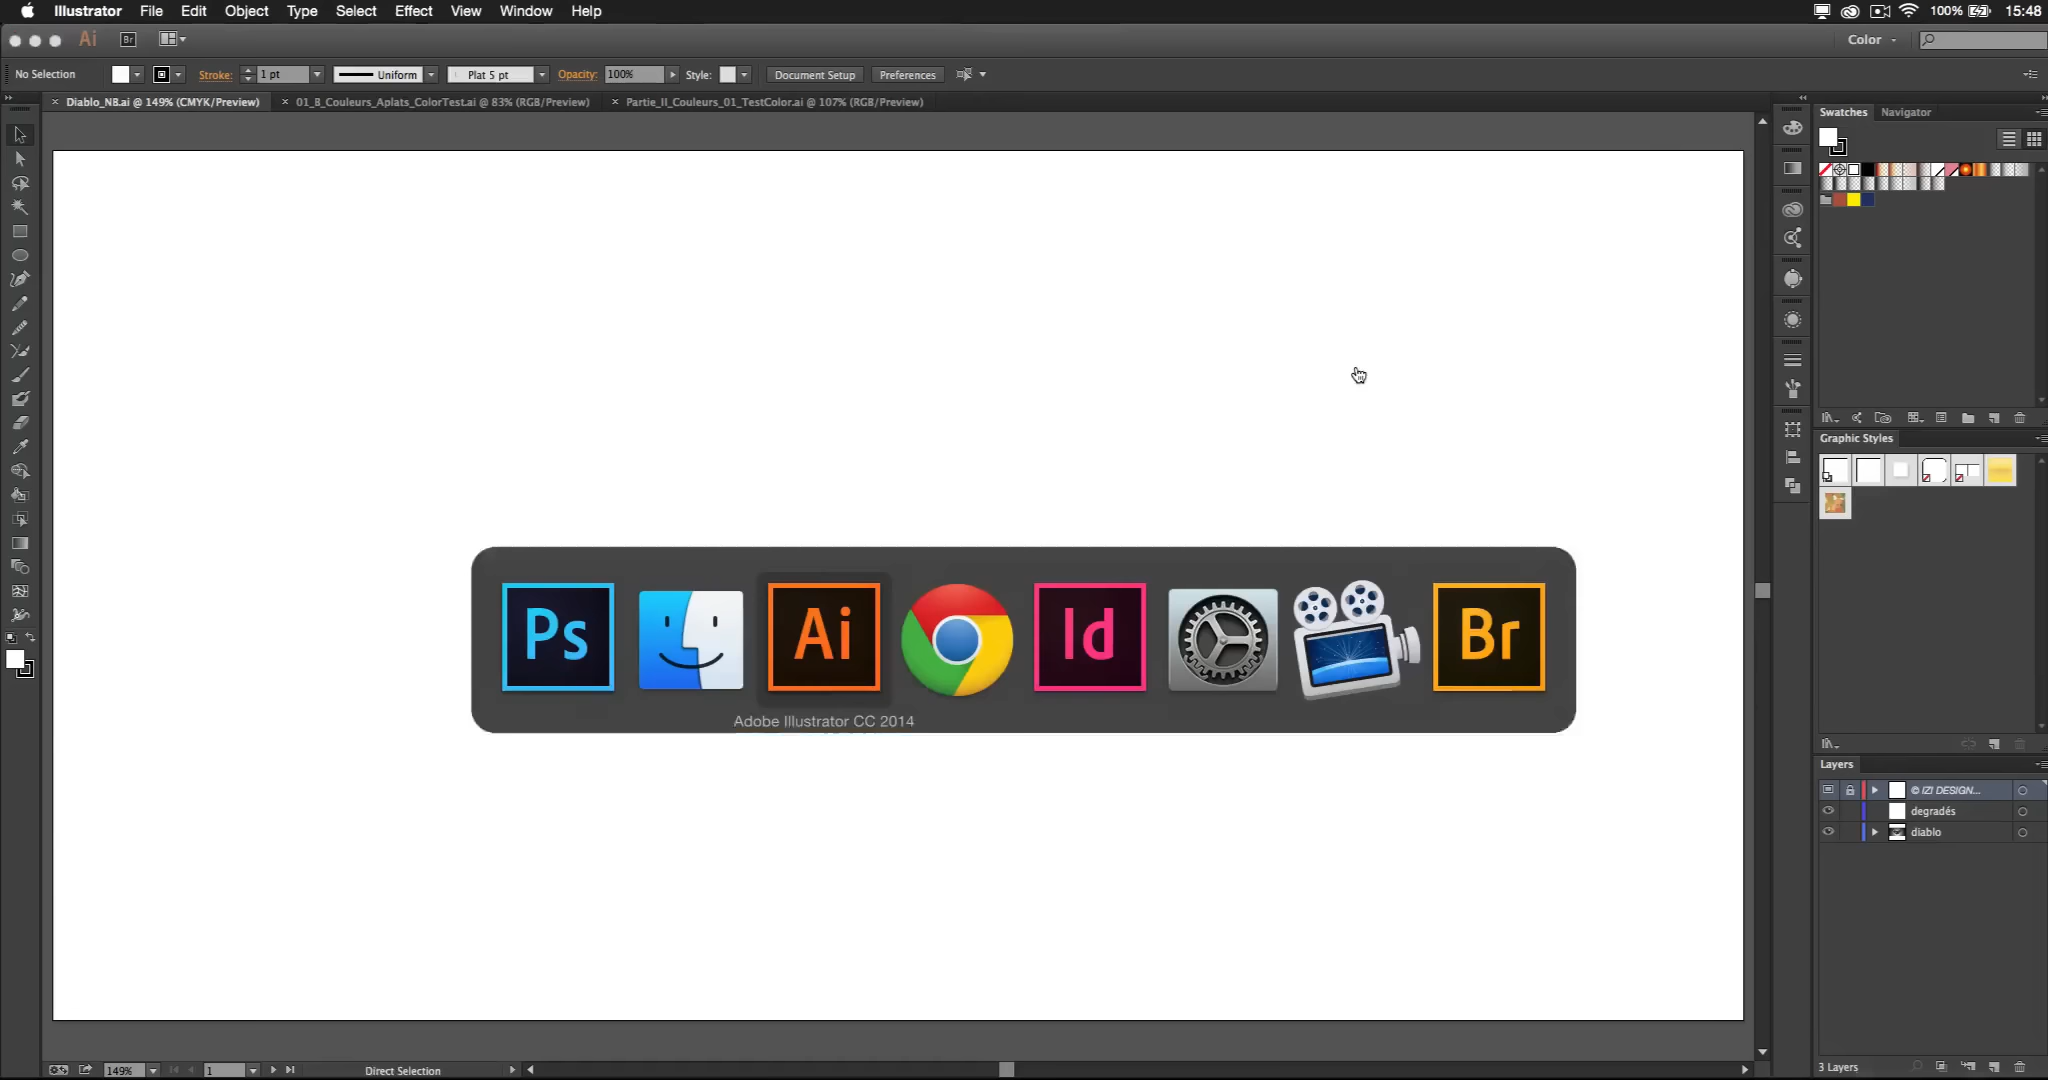 Illustrator File Edit Object Type Select Effect View Window Help 100% 15:48
Ai Br Color
No Selection Stroke: 1 pt Uniform Plat 5 pt Opacity: 100% Style: Document Setup Preferences
Diablo_NB.ai @ 149% (CMYK/Preview) 01_B_Couleurs_Aplats_ColorTest.ai @ 83% (RGB/Preview) Partie_II_Couleurs_01_TestColor.ai @ 107% (RGB/Preview)
Swatches Navigator
Graphic Styles
Ps Ai Id Br
Adobe Illustrator CC 2014
Layers
© IZI DESIGN...
degradés
diablo
3 Layers
149% 1 Direct Selection